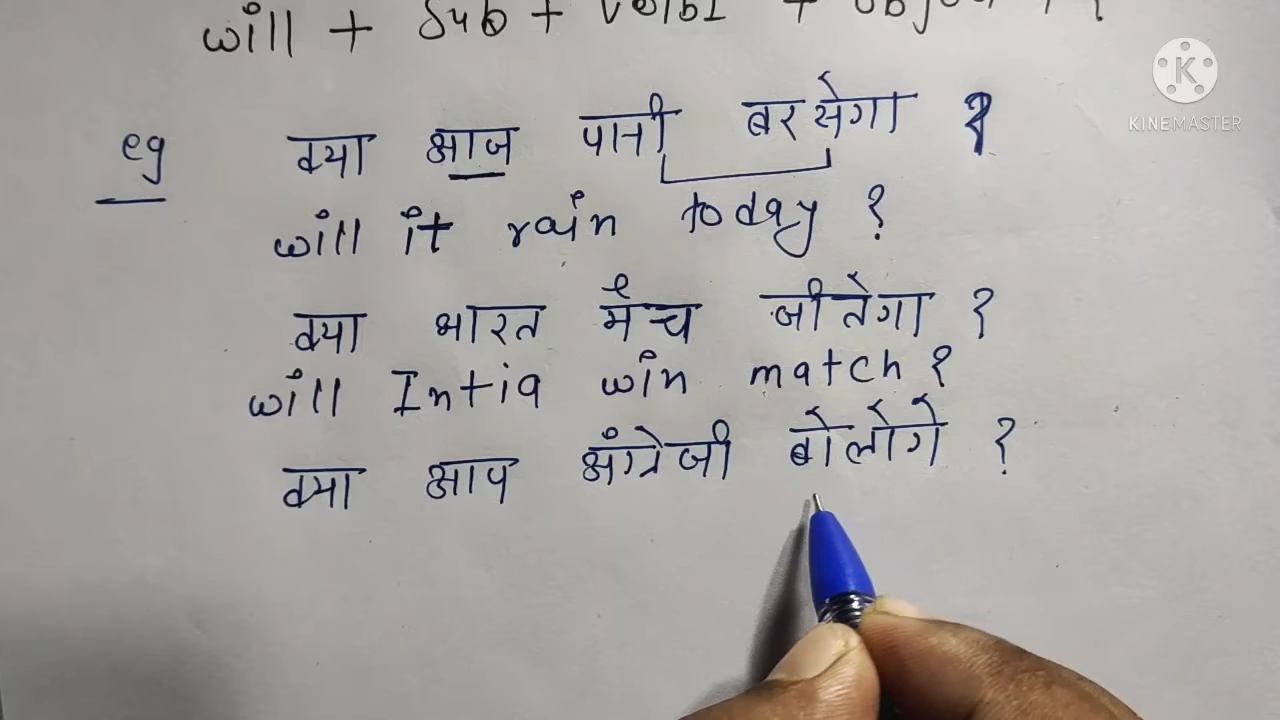 will + Sub + Verb1 + object + ?
KINEMASTER
eg क्या आज पानी बरसेगा ?
will it rain today ?
क्या भारत मैच जीतेगा ?
will Intia win match ?
क्या आप अंग्रेजी बोलोगे ?